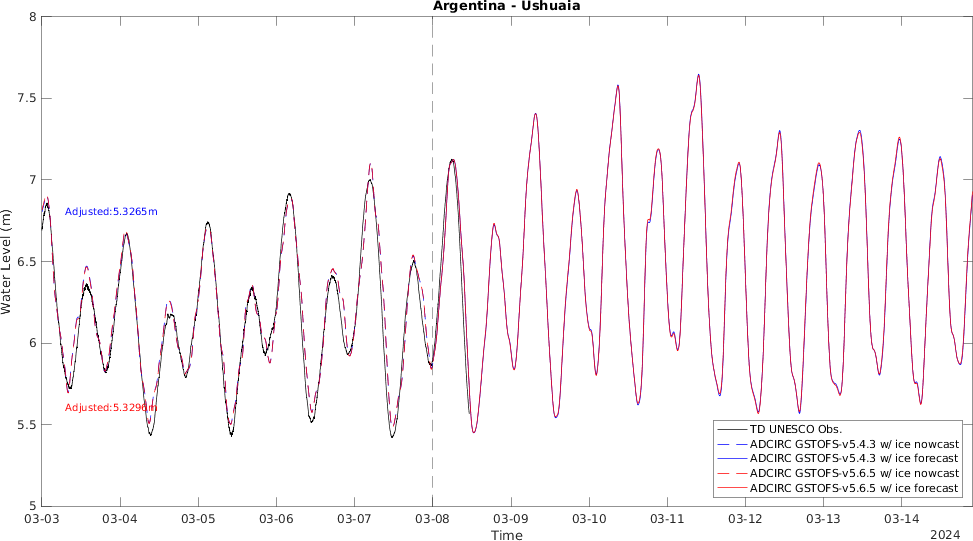 Argentina - Ushuaia
8
7.5
7
6.5
6
5.5
5
Water Level (m)
Adjusted:5.3265m
Adjusted:5.3296m
TD UNESCO Obs.
ADCIRC GSTOFS-v5.4.3 w/ ice nowcast
ADCIRC GSTOFS-v5.4.3 w/ ice forecast
ADCIRC GSTOFS-v5.6.5 w/ ice nowcast
ADCIRC GSTOFS-v5.6.5 w/ ice forecast
03-03 03-04 03-05 03-06 03-07 03-08 03-09 03-10 03-11 03-12 03-13 03-14
Time
2024